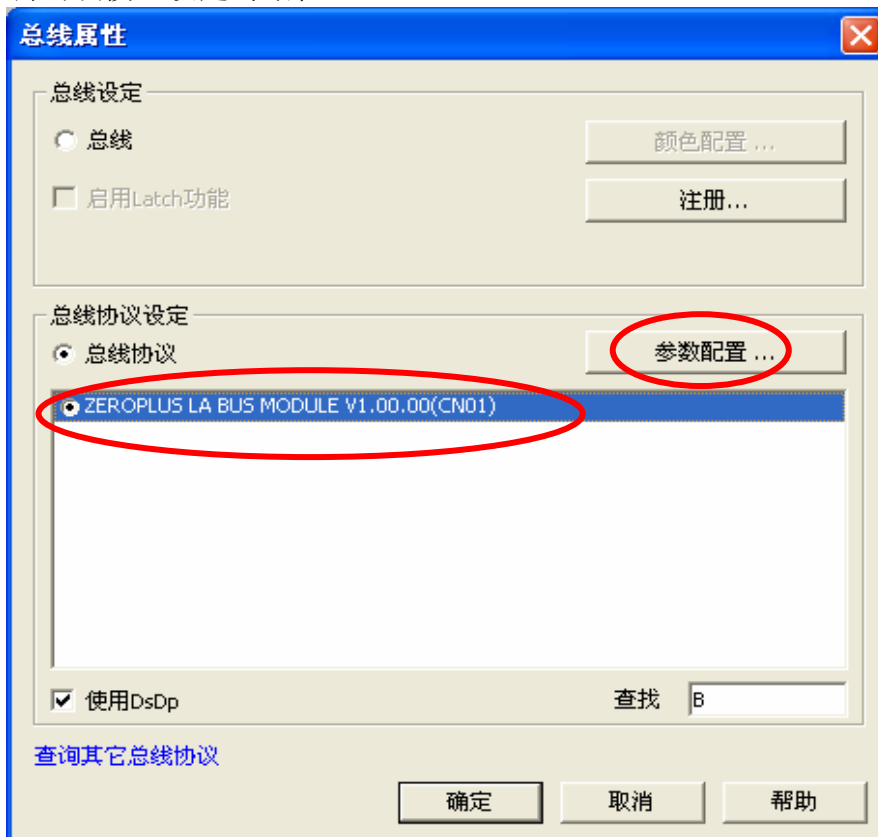 总线属性
总线设定
总线
颜色配置 ...
启用Latch功能
注册...
总线协议设定
总线协议
参数配置 ...
ZEROPLUS LA BUS MODULE V1.00.00(CN01)
使用DsDp
查找 B
查询其它总线协议
确定 取消 帮助